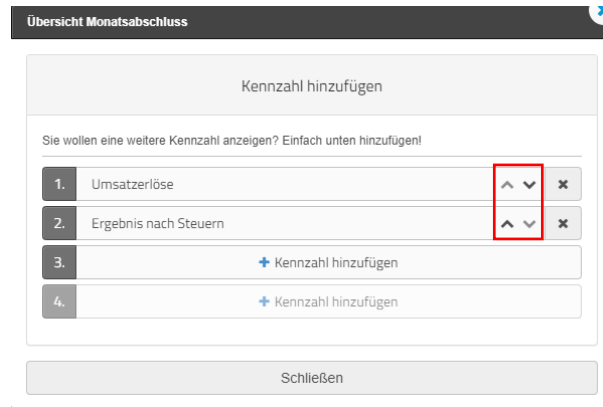 Übersicht Monatsabschluss
Kennzahl hinzufügen
Sie wollen eine weitere Kennzahl anzeigen? Einfach unten hinzufügen!
1. Umsatzerlöse
2. Ergebnis nach Steuern
3. + Kennzahl hinzufügen
4. + Kennzahl hinzufügen
Schließen